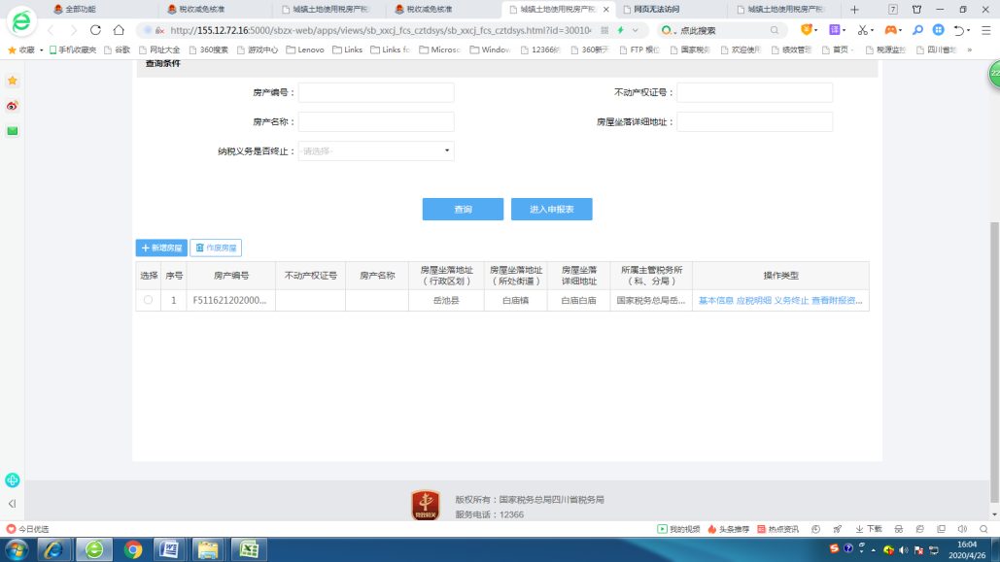 全部功能
税收减免核准
城镇土地使用税房产税
税收减免核准
城镇土地使用税房产税
网页无法访问
城镇土地使用税房产税
7
http://155.12.72.16:5000/sbzx-web/apps/views/sb_xxcj_fcs_cztdsys/sb_xxcj_fcs_cztdsys.html?id=30010
点此搜索
收藏
手机收藏夹
谷歌
网址大全
360搜索
游戏中心
Lenovo
Links
Links fo
Microso
Window
12366纳
360新天
FTP 根位
国家税务
欢迎使用
绩效管理
首页 -
税源监控
四川省地
»
查询条件
房产编号：
不动产权证号：
房产名称：
房屋坐落详细地址：
纳税义务是否终止：
-请选择-
查询
进入申报表
新增房屋
作废房屋
选择 序号 房产编号 不动产权证号 房产名称 房屋坐落地址（行政区划） 房屋坐落地址（所处街道） 房屋坐落详细地址 所属主管税务所（科、分局） 操作类型
1 F511621202000... 岳池县 白庙镇 白庙白庙 国家税务总局岳... 基本信息 应税明细 义务终止 查看附报资...
版权所有：国家税务总局四川省税务局
服务电话：12366
党政机关
今日优选
我的视频
头条推荐
热点资讯
下载
16:04
2020/4/26